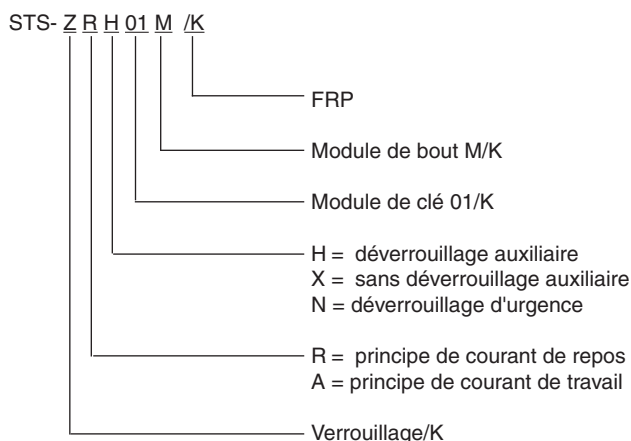 STS- Z R H 01 M /K
FRP
Module de bout M/K
Module de clé 01/K
H = déverrouillage auxiliaire
X = sans déverrouillage auxiliaire
N = déverrouillage d'urgence
R = principe de courant de repos
A = principe de courant de travail
Verrouillage/K